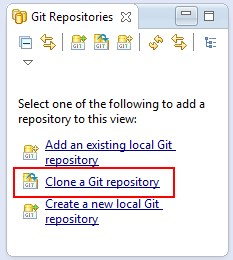 Git Repositories
Select one of the following to add a
repository to this view:
Add an existing local Git
repository
Clone a Git repository
Create a new local Git
repository